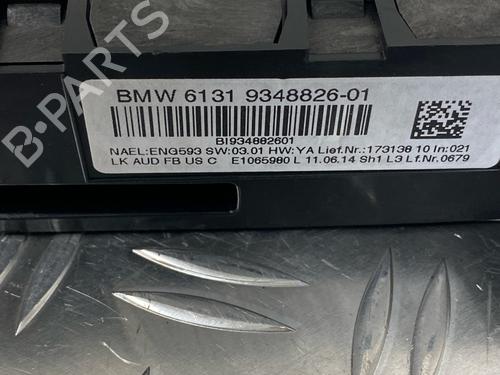 B-PARTS
BMW 6131 9348826-01
BI934882601
NAEL:ENG593 SW:03.01 HW:YA Lief.Nr.:173138 10 In:021
LK AUD FB US C E1065980 L 11.06.14 Sh1 L3 Lf.Nr.0679
B-PARTS